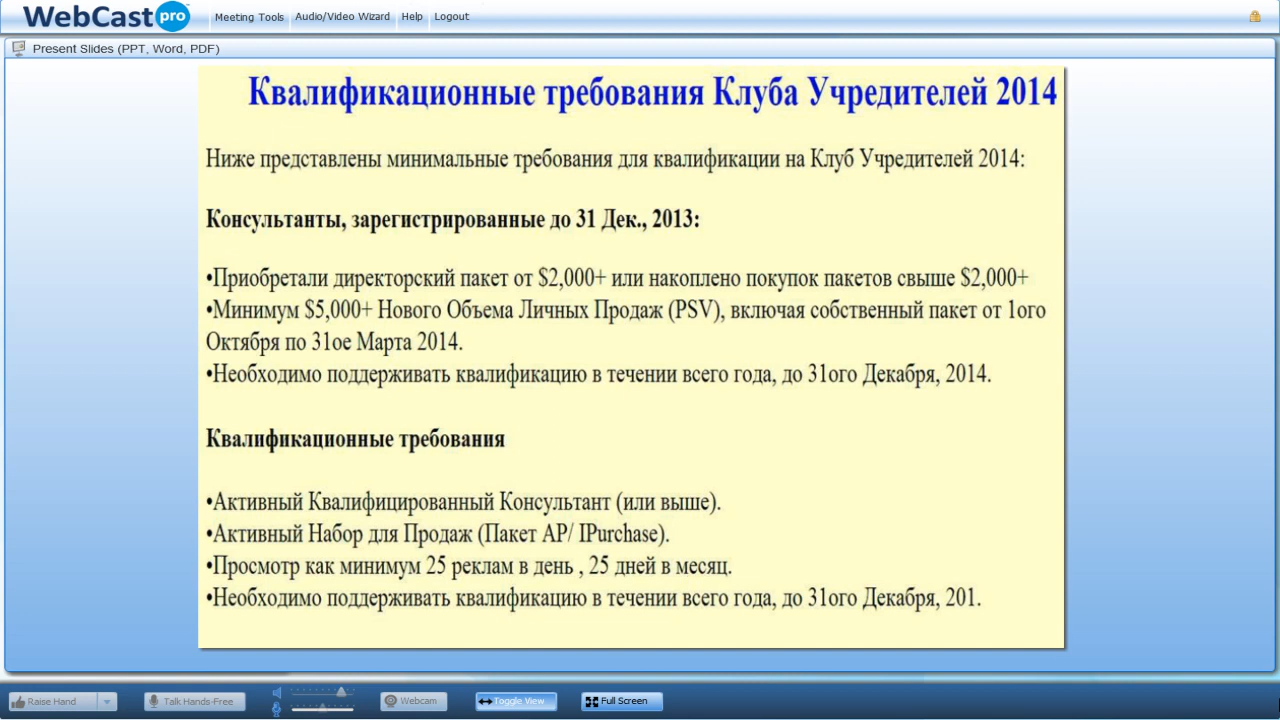 WebCast pro
Meeting Tools Audio/Video Wizard Help Logout
Present Slides (PPT, Word, PDF)
Квалификационные требования Клуба Учредителей 2014
Ниже представлены минимальные требования для квалификации на Клуб Учредителей 2014:
Консультанты, зарегистрированные до 31 Дек., 2013:
•Приобретали директорский пакет от $2,000+ или накоплено покупок пакетов свыше $2,000+
•Минимум $5,000+ Нового Объема Личных Продаж (PSV), включая собственный пакет от 1ого
Октября по 31ое Марта 2014.
•Необходимо поддерживать квалификацию в течении всего года, до 31ого Декабря, 2014.
Квалификационные требования
•Активный Квалифицированный Консультант (или выше).
•Активный Набор для Продаж (Пакет AP/ IPurchase).
•Просмотр как минимум 25 реклам в день , 25 дней в месяц.
•Необходимо поддерживать квалификацию в течении всего года, до 31ого Декабря, 201.
Raise Hand Talk Hands-Free Webcam Toggle View Full Screen